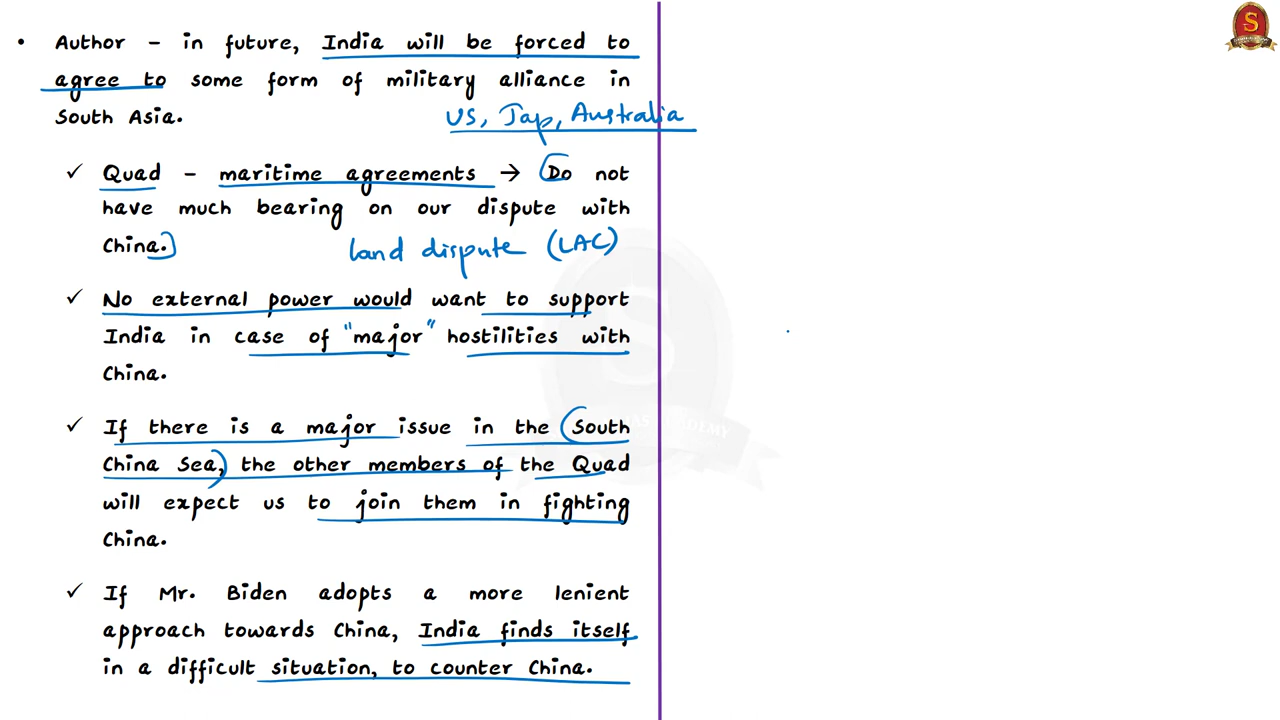 • Author – in future, India will be forced to
agree to some form of military alliance in
South Asia.
US, Jap, Australia
✓ Quad – maritime agreements → Do not
have much bearing on our dispute with
China.
land dispute (LAC)
✓ No external power would want to support
India in case of "major" hostilities with
China.
✓ If there is a major issue in the South
China Sea, the other members of the Quad
will expect us to join them in fighting
China.
✓ If Mr. Biden adopts a more lenient
approach towards China, India finds itself
in a difficult situation, to counter China.